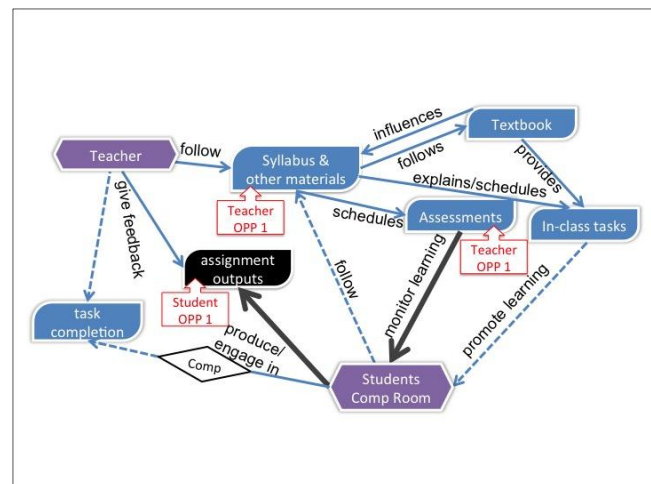 influences
Textbook
Teacher
follow
Syllabus &
other materials
follows
provides
explains/schedules
give feedback
Teacher
OPP 1
schedules
Assessments
In-class tasks
Teacher
OPP 1
assignment
outputs
Student
OPP 1
follow
monitor learning
promote learning
task
completion
produce/
engage in
Comp
Students
Comp Room